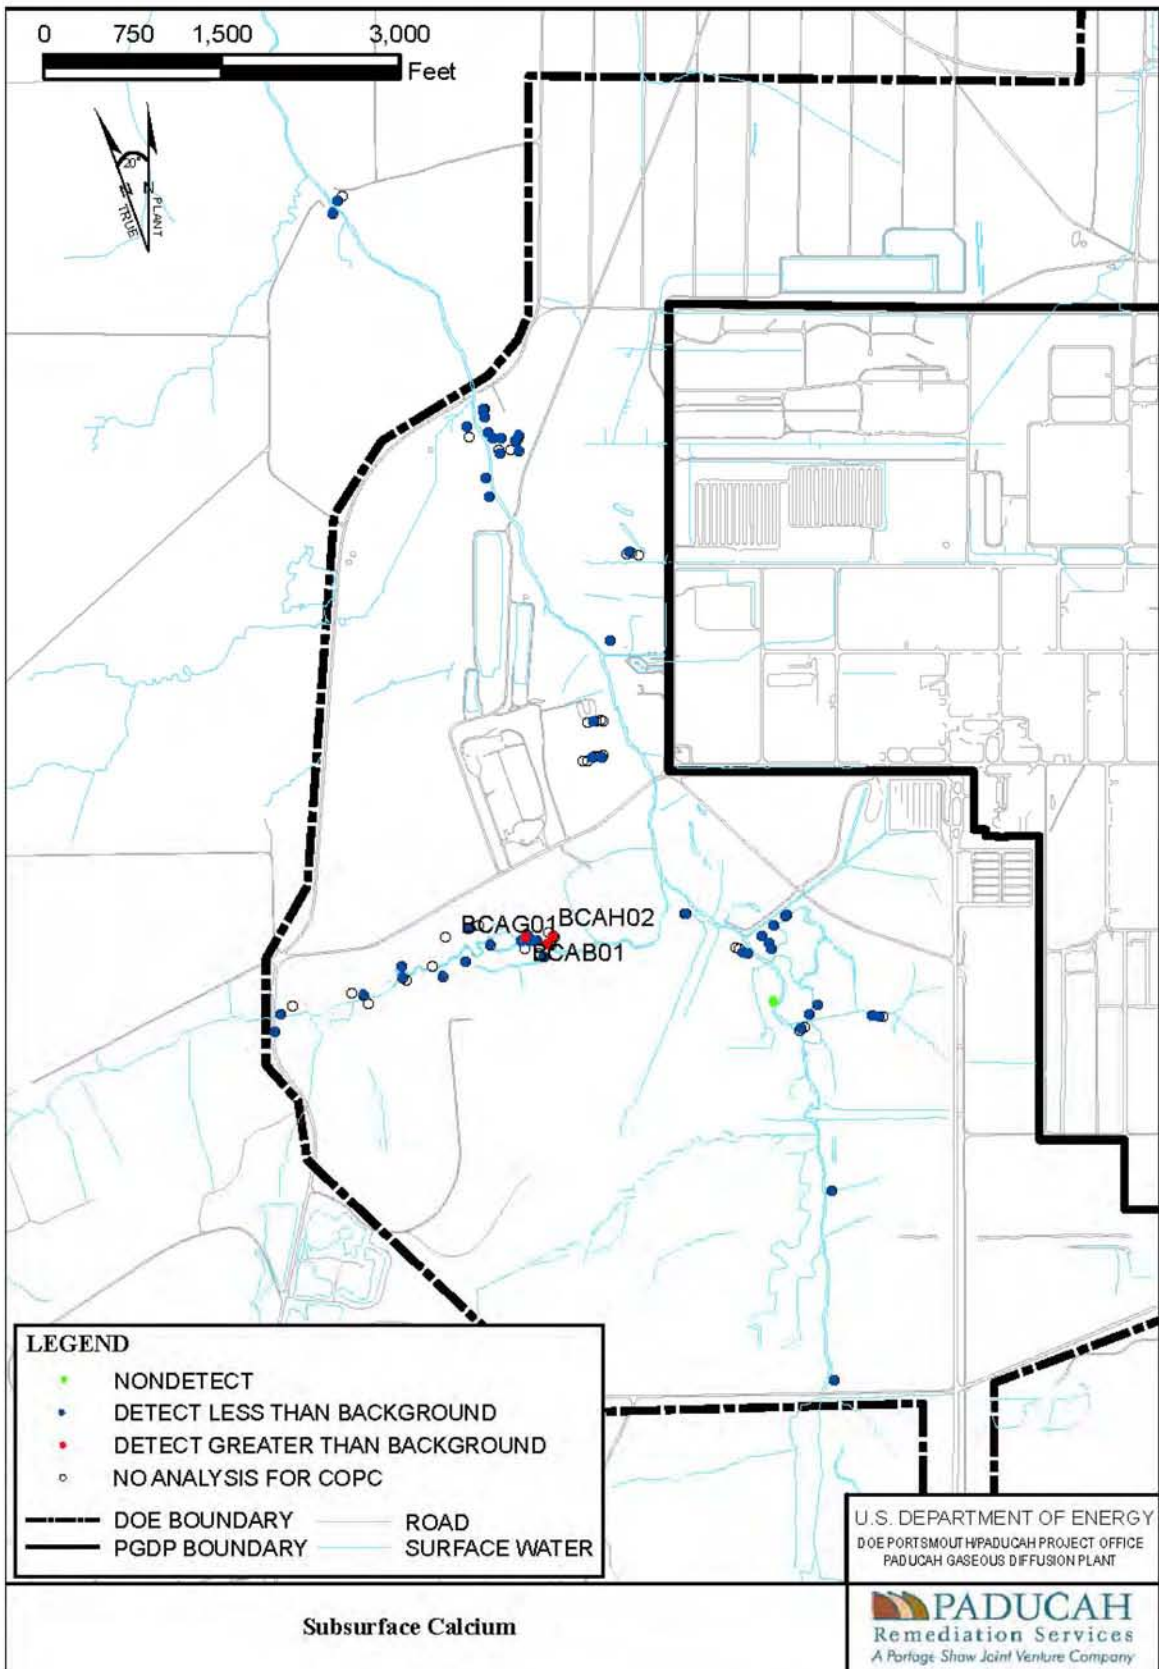 0 750 1,500 3,000
Feet
20°
N
TRUE
N
PLANT
BCAG01
BCAH02
BCAB01
LEGEND
NONDETECT
DETECT LESS THAN BACKGROUND
DETECT GREATER THAN BACKGROUND
NO ANALYSIS FOR COPC
DOE BOUNDARY ROAD
PGDP BOUNDARY SURFACE WATER
U.S. DEPARTMENT OF ENERGY
DOE PORTSMOUTH/PADUCAH PROJECT OFFICE
PADUCAH GASEOUS DIFFUSION PLANT
Subsurface Calcium
PADUCAH
Remediation Services
A Portage Shaw Joint Venture Company